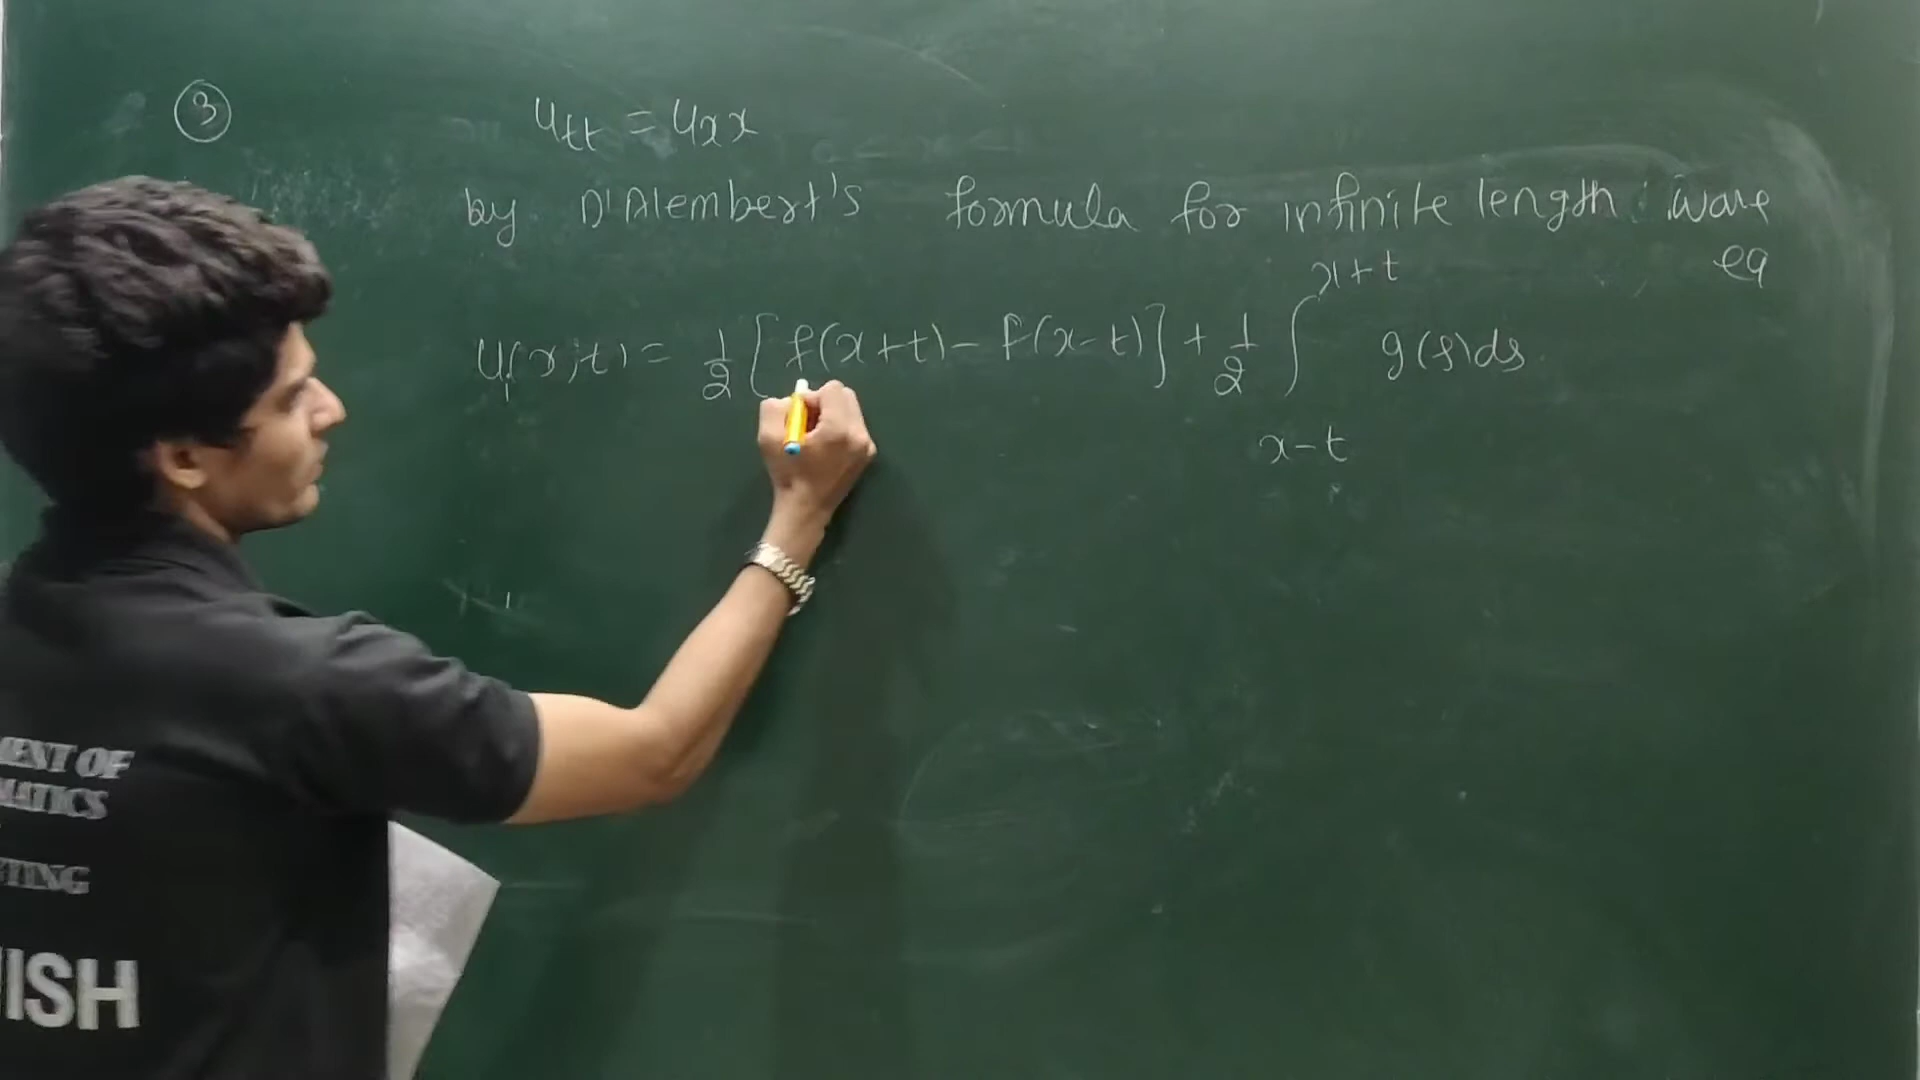 ③ u_tt = u_xx
by D'Alembert's formula for infinite length wave
eq
u(x,t) = 1/2 [f(x+t) - f(x-t)] + 1/2 ∫_{x-t}^{x+t} g(s)ds
MENT OF
MATICS
TING
ISH